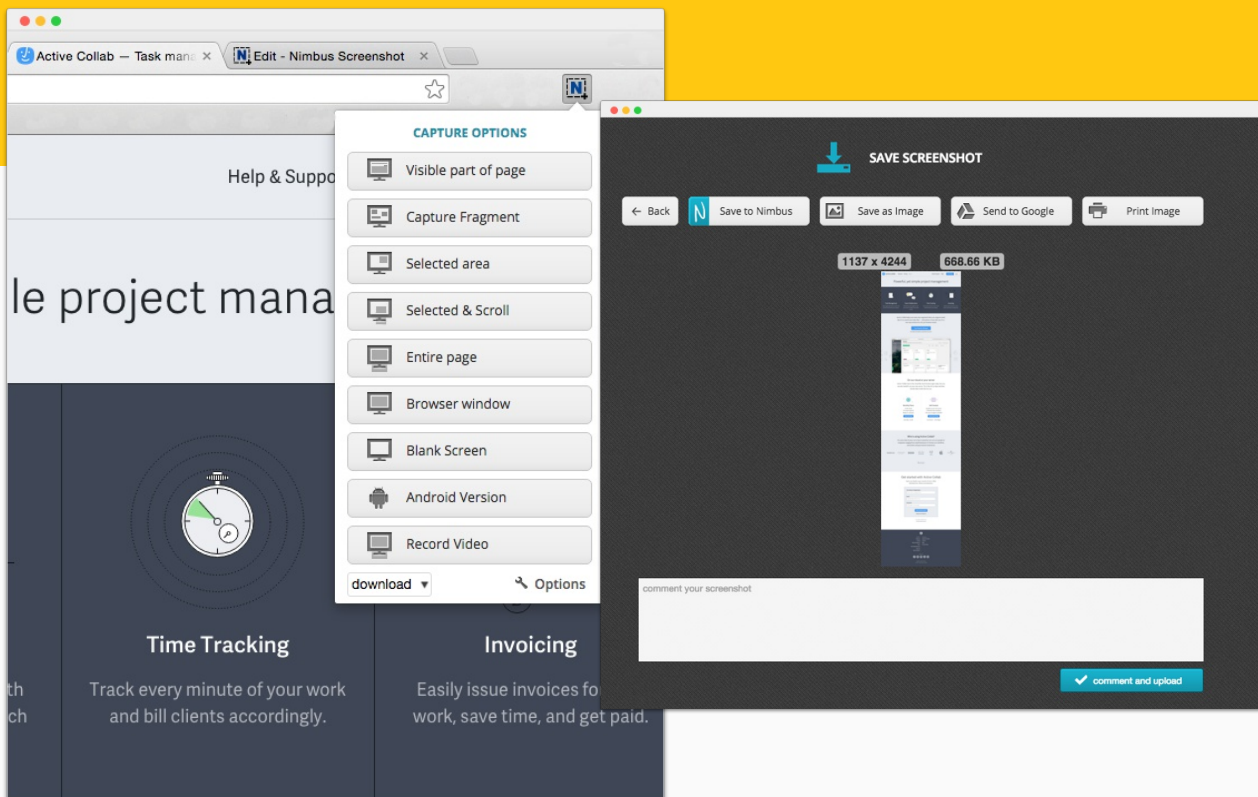 Active Collab — Task mana
Edit - Nimbus Screenshot
Help & Suppo
le project mana
Time Tracking
Track every minute of your work
and bill clients accordingly.
Invoicing
Easily issue invoices fo
work, save time, and get paid.
th
ch
CAPTURE OPTIONS
Visible part of page
Capture Fragment
Selected area
Selected & Scroll
Entire page
Browser window
Blank Screen
Android Version
Record Video
download
Options
SAVE SCREENSHOT
Back
Save to Nimbus
Save as Image
Send to Google
Print Image
1137 x 4244
668.66 KB
comment your screenshot
comment and upload